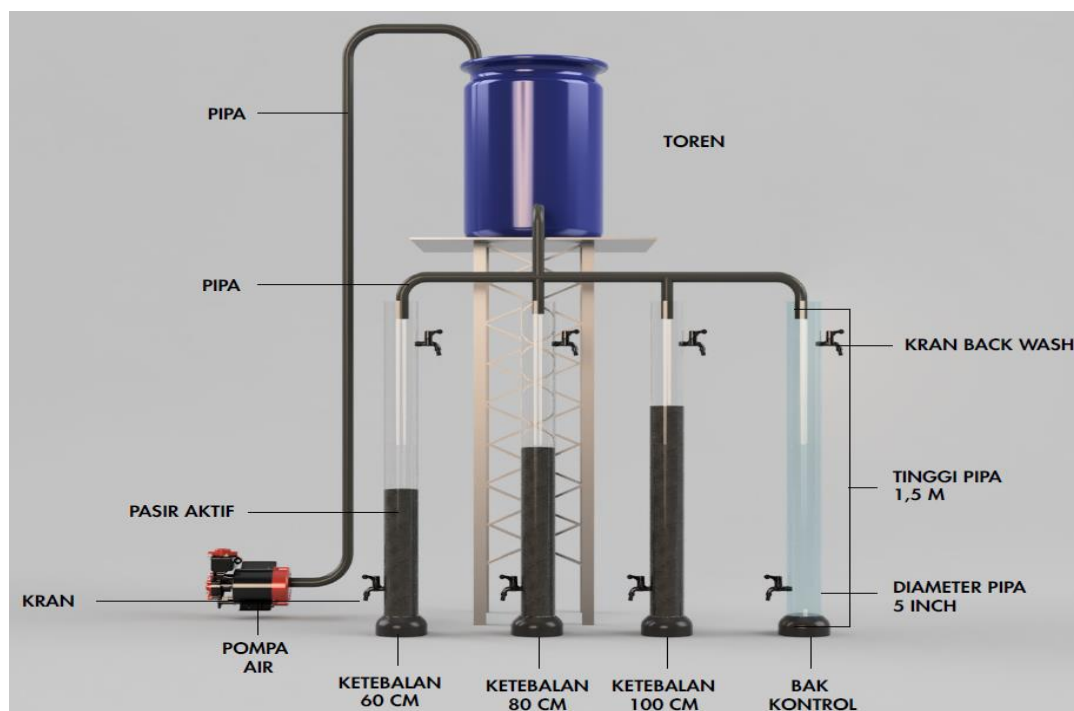 PIPA
TOREN
PIPA
KRAN BACK WASH
TINGGI PIPA
1,5 M
PASIR AKTIF
DIAMETER PIPA
5 INCH
KRAN
POMPA
AIR
KETEBALAN
60 CM
KETEBALAN
80 CM
KETEBALAN
100 CM
BAK
KONTROL